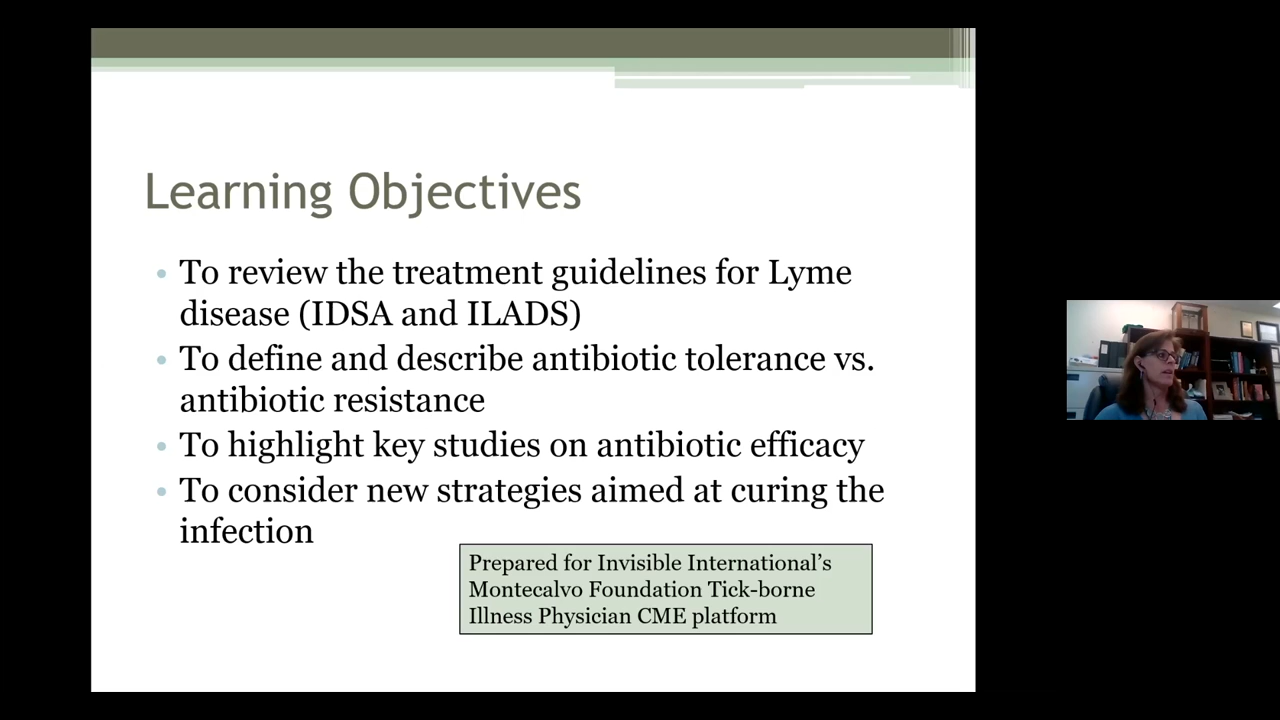 Learning Objectives
• To review the treatment guidelines for Lyme
disease (IDSA and ILADS)
• To define and describe antibiotic tolerance vs.
antibiotic resistance
• To highlight key studies on antibiotic efficacy
• To consider new strategies aimed at curing the
infection
Prepared for Invisible International’s
Montecalvo Foundation Tick-borne
Illness Physician CME platform